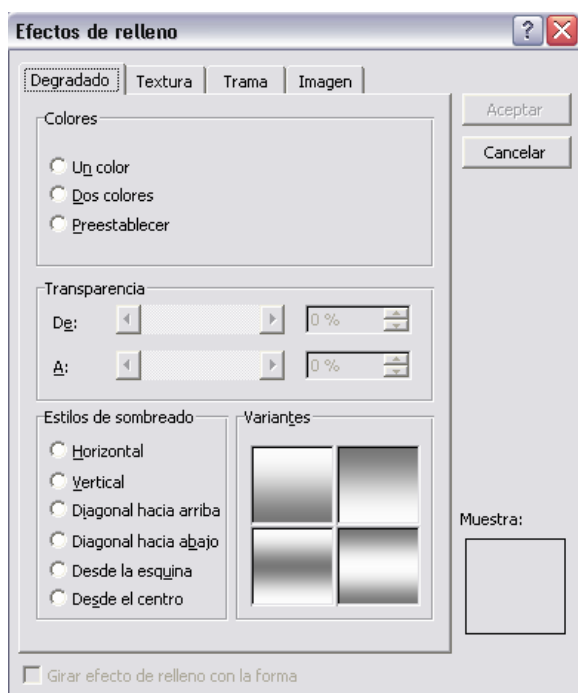 Efectos de relleno
Degradado Textura Trama Imagen
Aceptar
Cancelar
Colores
Un color
Dos colores
Preestablecer
Transparencia
De: 0 %
A: 0 %
Estilos de sombreado
Horizontal
Vertical
Diagonal hacia arriba
Diagonal hacia abajo
Desde la esquina
Desde el centro
Variantes
Muestra:
Girar efecto de relleno con la forma